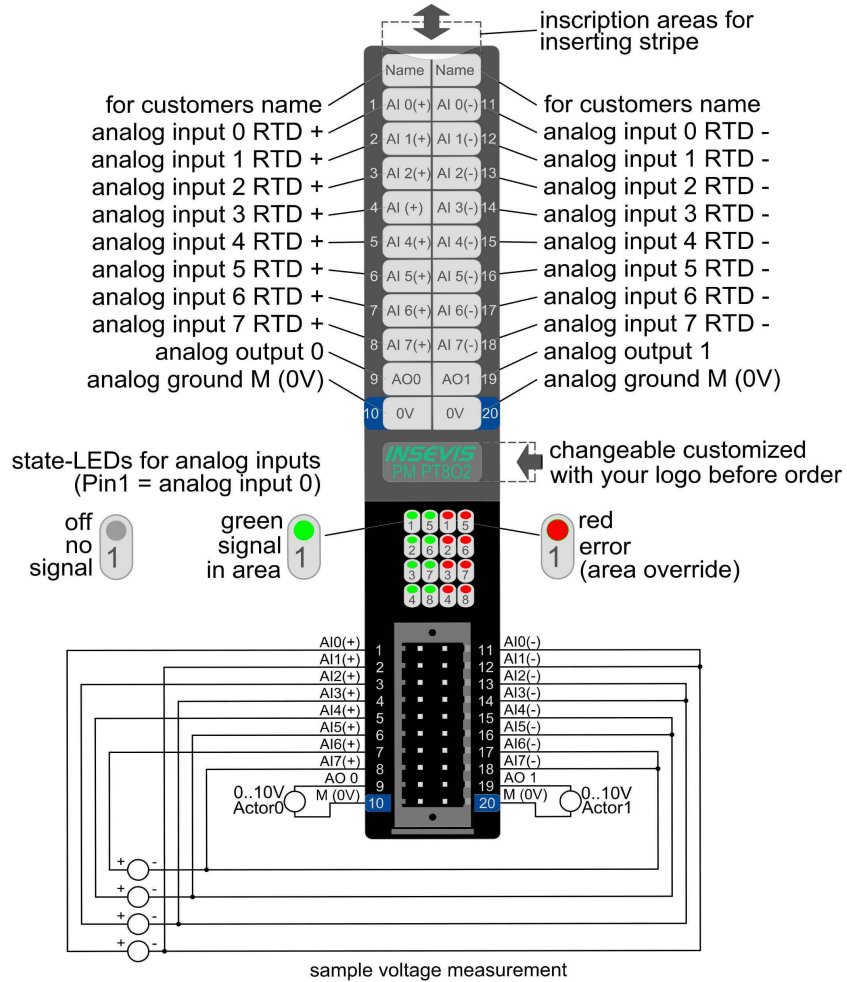 inscription areas for
inserting stripe
Name Name
for customers name
for customers name
1 AI 0(+) AI 0(-) 11
analog input 0 RTD +
analog input 0 RTD -
2 AI 1(+) AI 1(-) 12
analog input 1 RTD +
analog input 1 RTD -
3 AI 2(+) AI 2(-) 13
analog input 2 RTD +
analog input 2 RTD -
4 AI (+) AI 3(-) 14
analog input 3 RTD +
analog input 3 RTD -
5 AI 4(+) AI 4(-) 15
analog input 4 RTD +
analog input 4 RTD -
6 AI 5(+) AI 5(-) 16
analog input 5 RTD +
analog input 5 RTD -
7 AI 6(+) AI 6(-) 17
analog input 6 RTD +
analog input 6 RTD -
8 AI 7(+) AI 7(-) 18
analog input 7 RTD +
analog input 7 RTD -
analog output 0
analog output 1
9 AO0 AO1 19
analog ground M (0V)
analog ground M (0V)
10 0V 0V 20
INSEVIS
PM PT802
changeable customized
with your logo before order
state-LEDs for analog inputs
(Pin1 = analog input 0)
off
no
signal
1
green
signal
in area
1
1 5 1 5
2 6 2 6
3 7 3 7
4 8 4 8
1
red
error
(area override)
AI0(+) 1 11 AI0(-)
AI1(+) 2 12 AI1(-)
AI2(+) 3 13 AI2(-)
AI3(+) 4 14 AI3(-)
AI4(+) 5 15 AI4(-)
AI5(+) 6 16 AI5(-)
AI6(+) 7 17 AI6(-)
AI7(+) 8 18 AI7(-)
AO 0 9 19 AO 1
M (0V) 10 20 M (0V)
0..10V
Actor0
0..10V
Actor1
+ -
+ -
+ -
+ -
sample voltage measurement